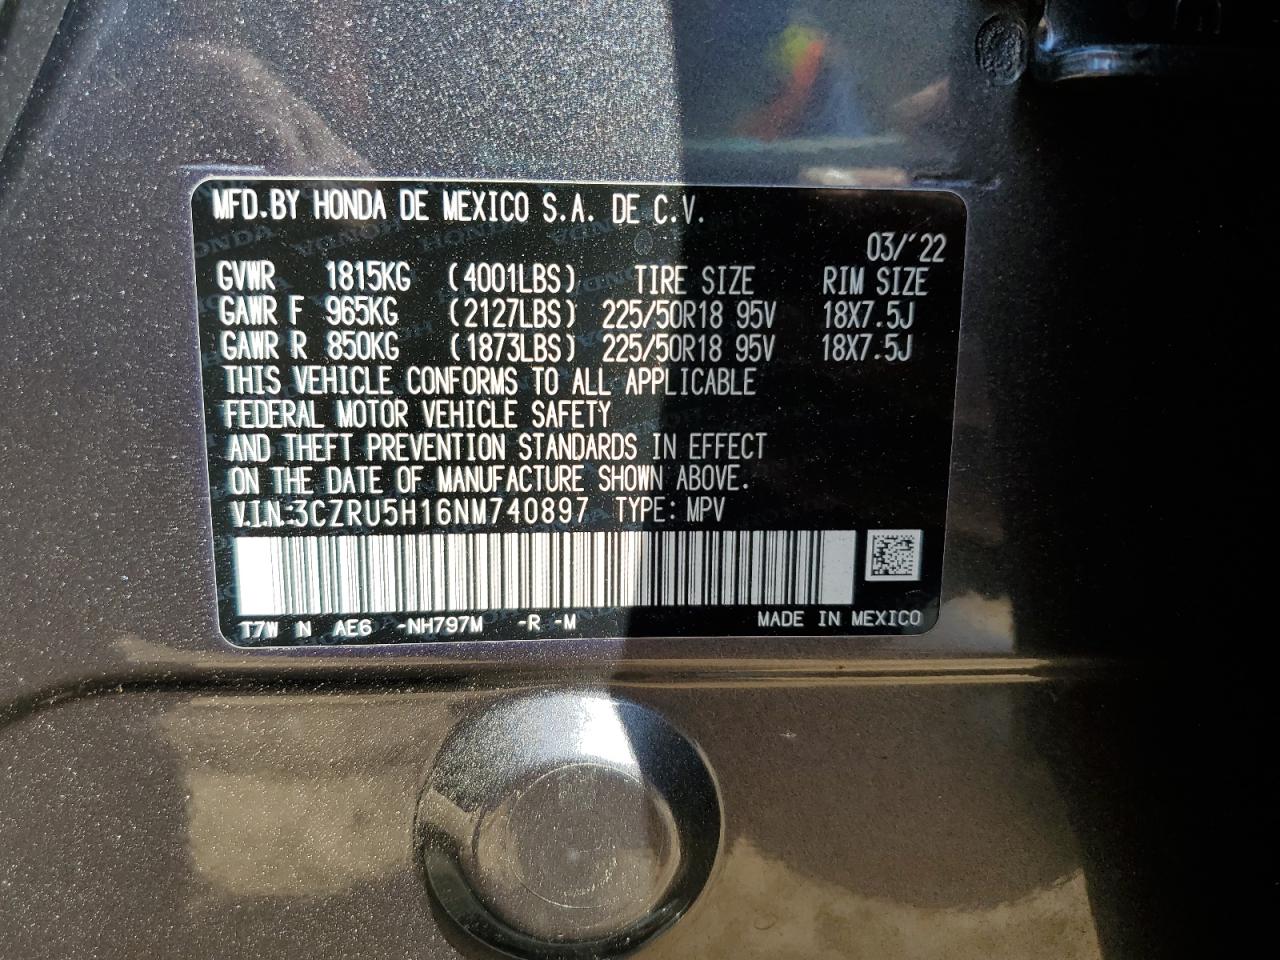 MFD.BY HONDA DE MEXICO S.A. DE C.V.
03/'22
GVWR 1815KG (4001LBS) TIRE SIZE RIM SIZE
GAWR F 965KG (2127LBS) 225/50R18 95V 18X7.5J
GAWR R 850KG (1873LBS) 225/50R18 95V 18X7.5J
THIS VEHICLE CONFORMS TO ALL APPLICABLE
FEDERAL MOTOR VEHICLE SAFETY
AND THEFT PREVENTION STANDARDS IN EFFECT
ON THE DATE OF MANUFACTURE SHOWN ABOVE.
V.I.N:3CZRU5H16NM740897 TYPE: MPV
T7W N AE6 -NH797M -R -M MADE IN MEXICO